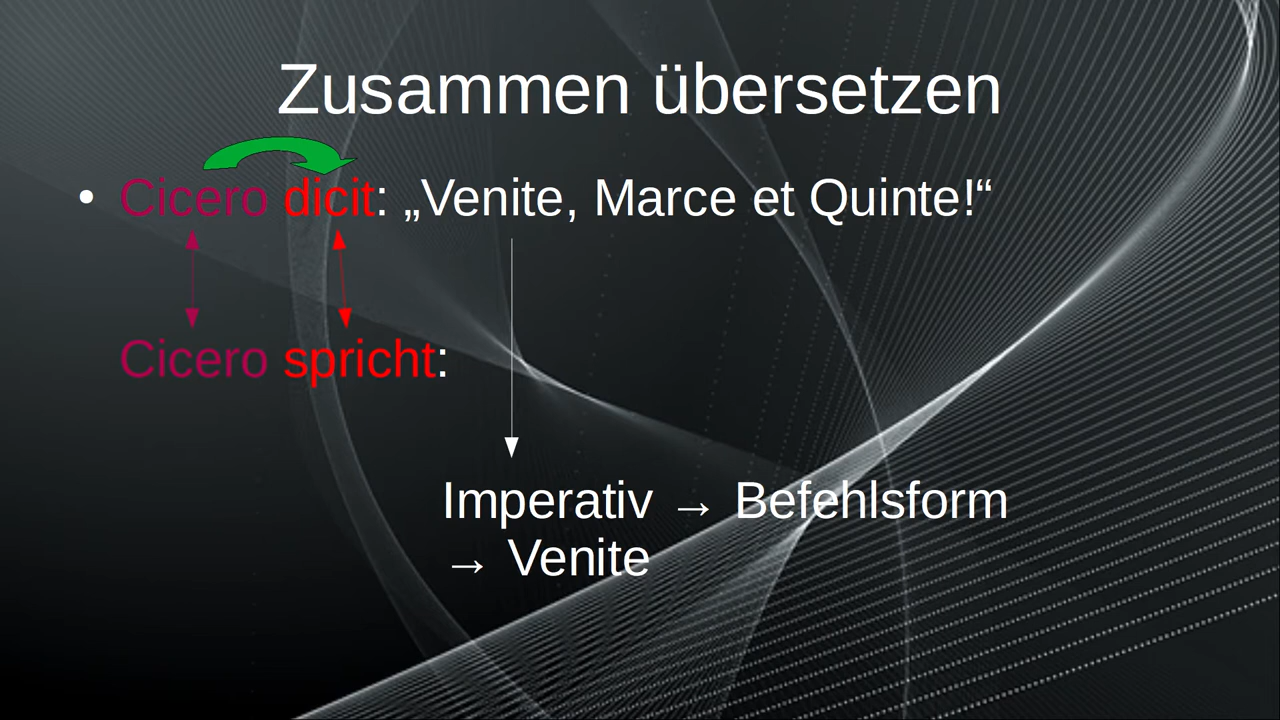 Zusammen übersetzen
• Cicero dicit: „Venite, Marce et Quinte!“
Cicero spricht:
Imperativ → Befehlsform
→ Venite